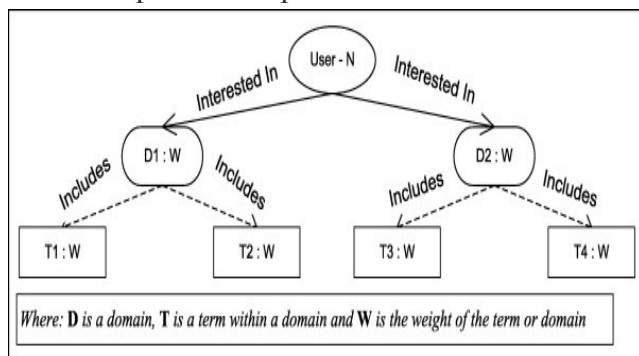 User - N
Interested In
Interested In
D1 : W
D2 : W
Includes
Includes
Includes
Includes
T1 : W
T2 : W
T3 : W
T4 : W
Where: D is a domain, T is a term within a domain and W is the weight of the term or domain